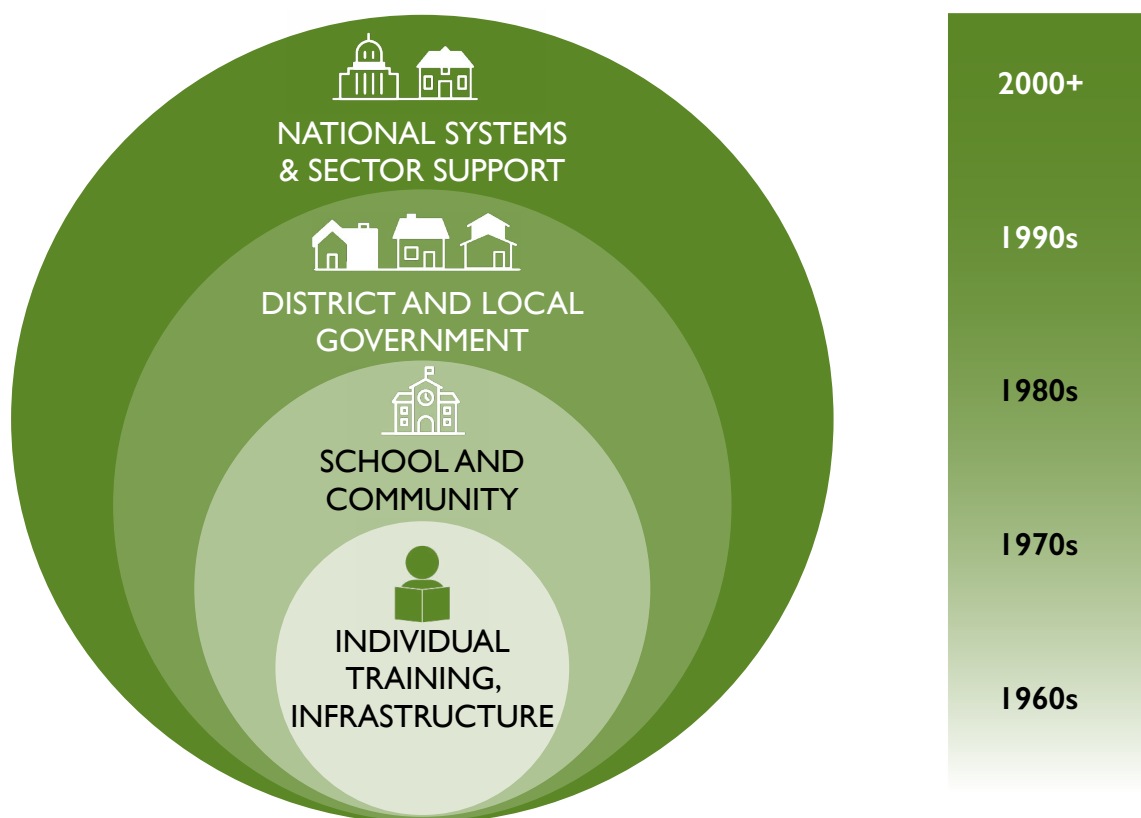 NATIONAL SYSTEMS
& SECTOR SUPPORT
DISTRICT AND LOCAL
GOVERNMENT
SCHOOL AND
COMMUNITY
INDIVIDUAL
TRAINING,
INFRASTRUCTURE
2000+
1990s
1980s
1970s
1960s